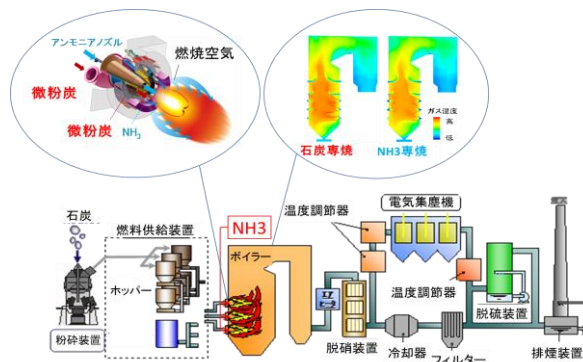 アンモニアノズル
燃焼空気
微粉炭
微粉炭
NH3
ガス温度
高
低
石炭専焼
NH3専焼
石炭
燃料供給装置
NH3
ボイラー
温度調節器
電気集塵機
ホッパー
温度調節器
粉砕装置
脱硝装置
冷却器
フィルター
脱硫装置
排煙装置